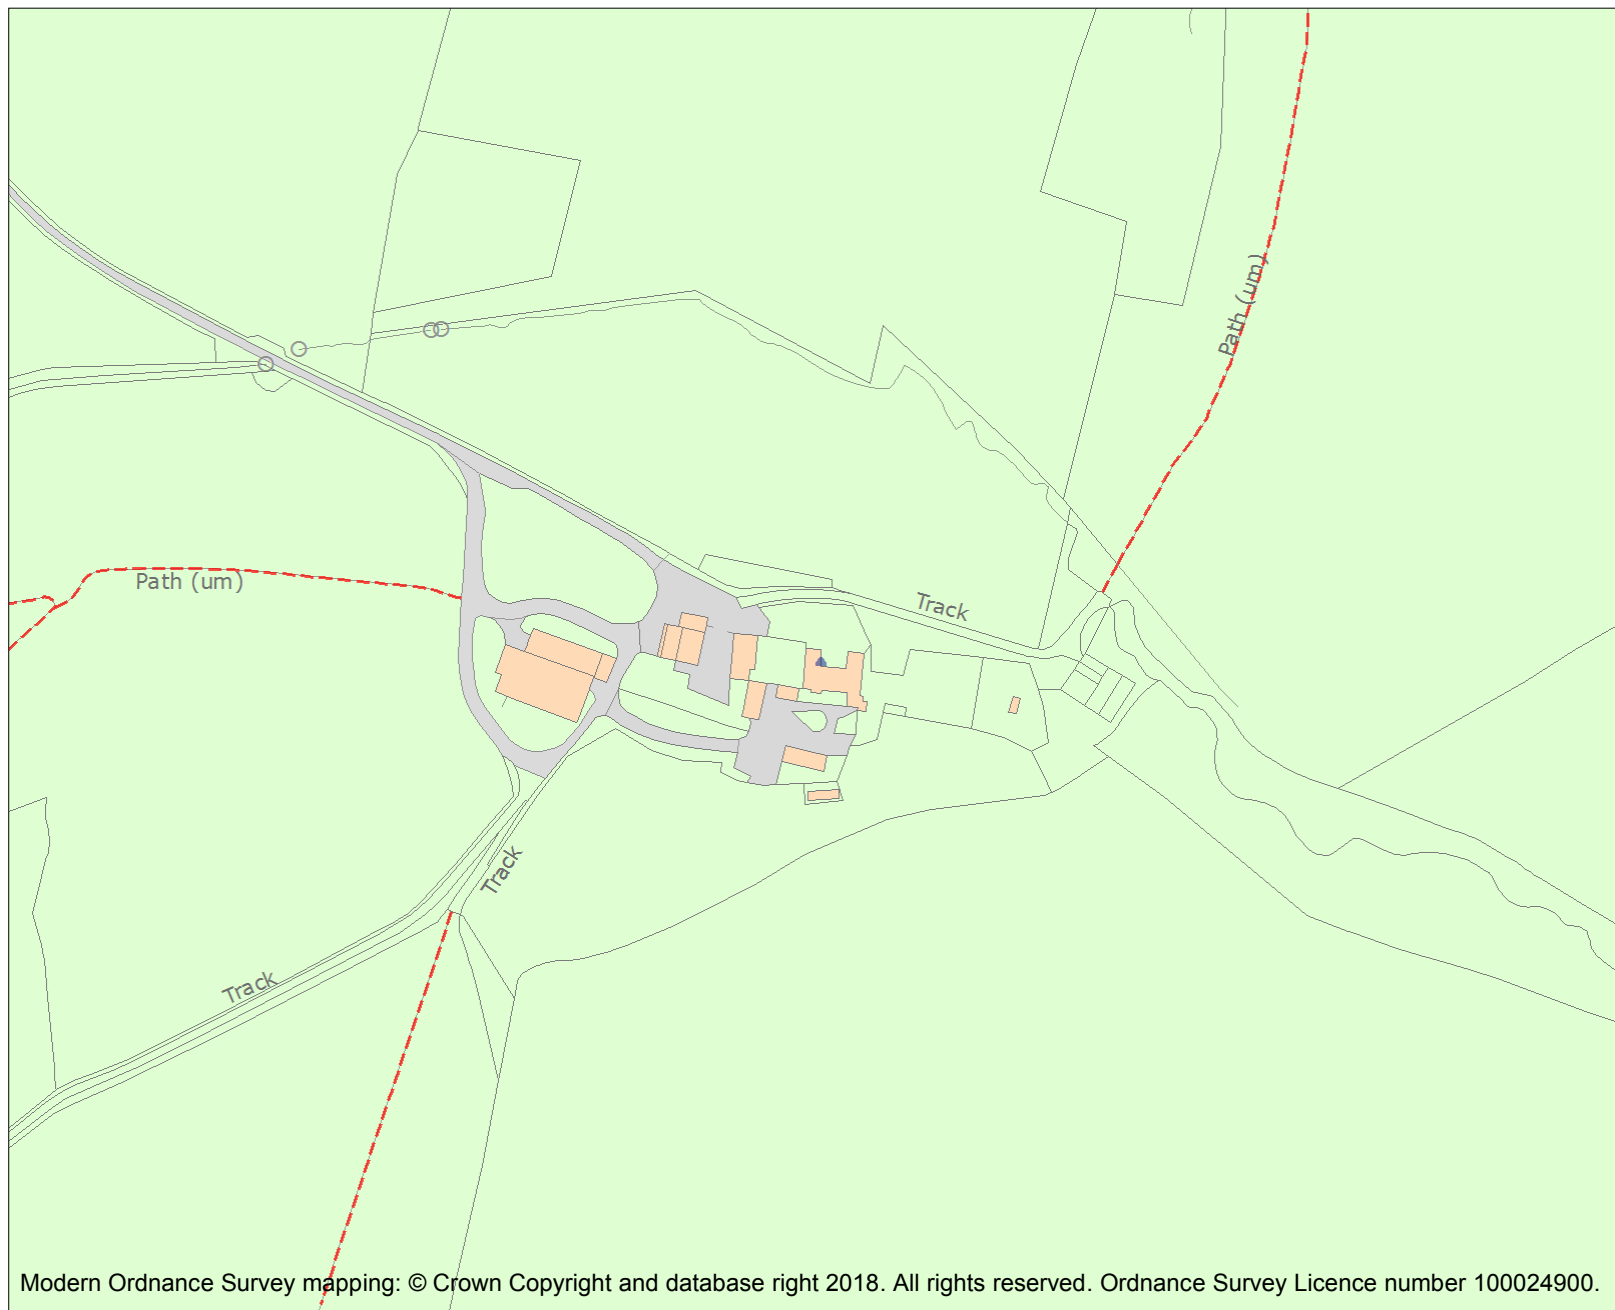 Path (um)
Path (um)
Track
Track
Track
Modern Ordnance Survey mapping: © Crown Copyright and database right 2018. All rights reserved. Ordnance Survey Licence number 100024900.